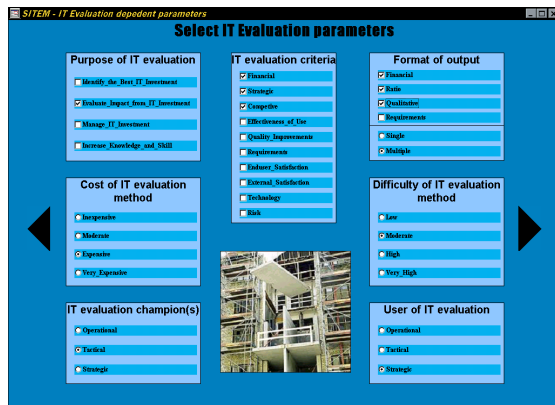 SITEM - IT Evaluation depedent parameters
Select IT Evaluation parameters
Purpose of IT evaluation
Identify_the_Best_IT_Investment
Evaluate_Impact_from_IT_Investment
Manage_IT_Investment
Increase_Knowledge_and_Skill
IT evaluation criteria
Financial
Strategic
Competive
Effectiveness_of_Use
Quality_Improvements
Requirements
Enduser_Satisfaction
External_Satisfaction
Technology
Risk
Format of output
Financial
Ratio
Qualitative
Requirements
Single
Multiple
Cost of IT evaluation
method
Inexpensive
Moderate
Expensive
Very_Expencive
Difficulty of IT evaluation
method
Low
Moderate
High
Very_High
IT evaluation champion(s)
Operational
Tactical
Strategic
User of IT evaluation
Operational
Tactical
Strategic